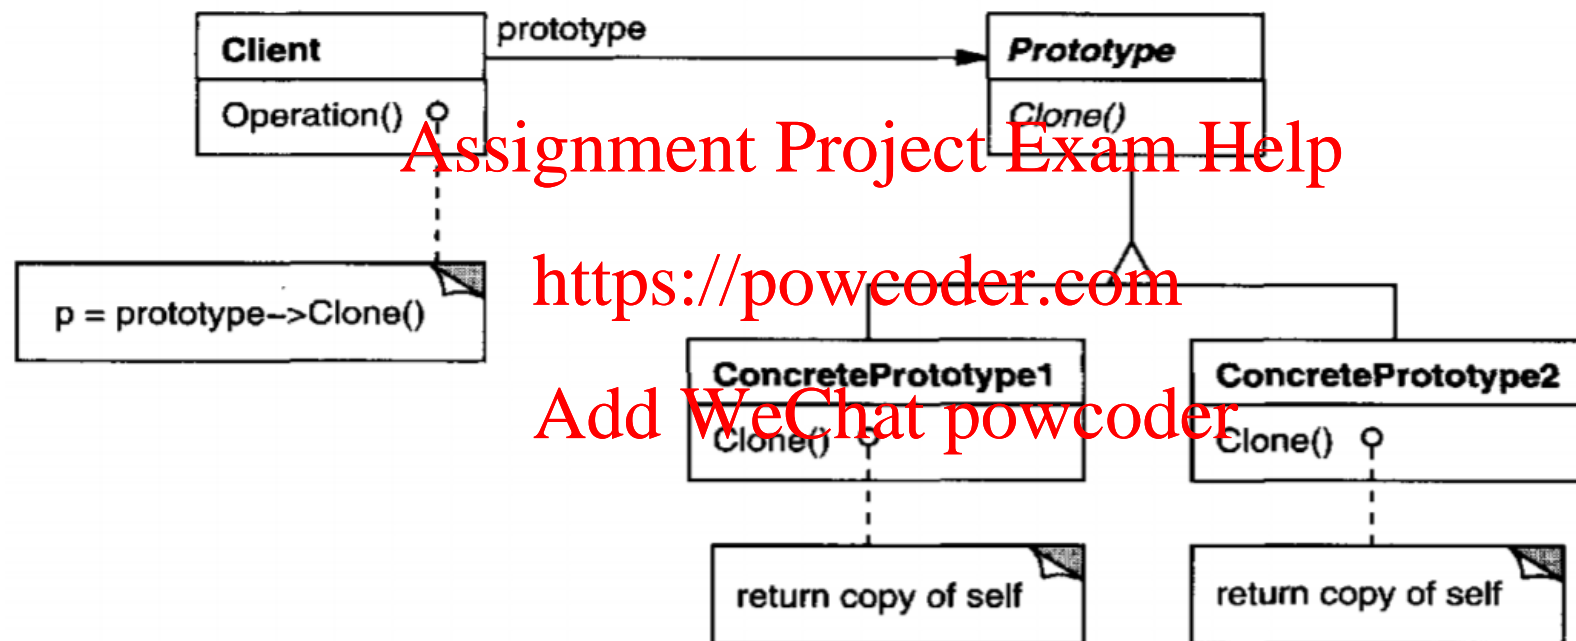 prototype
Client
Prototype
Operation()
Clone()
Assignment Project Exam Help
https://powcoder.com
p = prototype->Clone()
ConcretePrototype1
ConcretePrototype2
Add WeChat powcoder
Clone()
Clone()
return copy of self
return copy of self